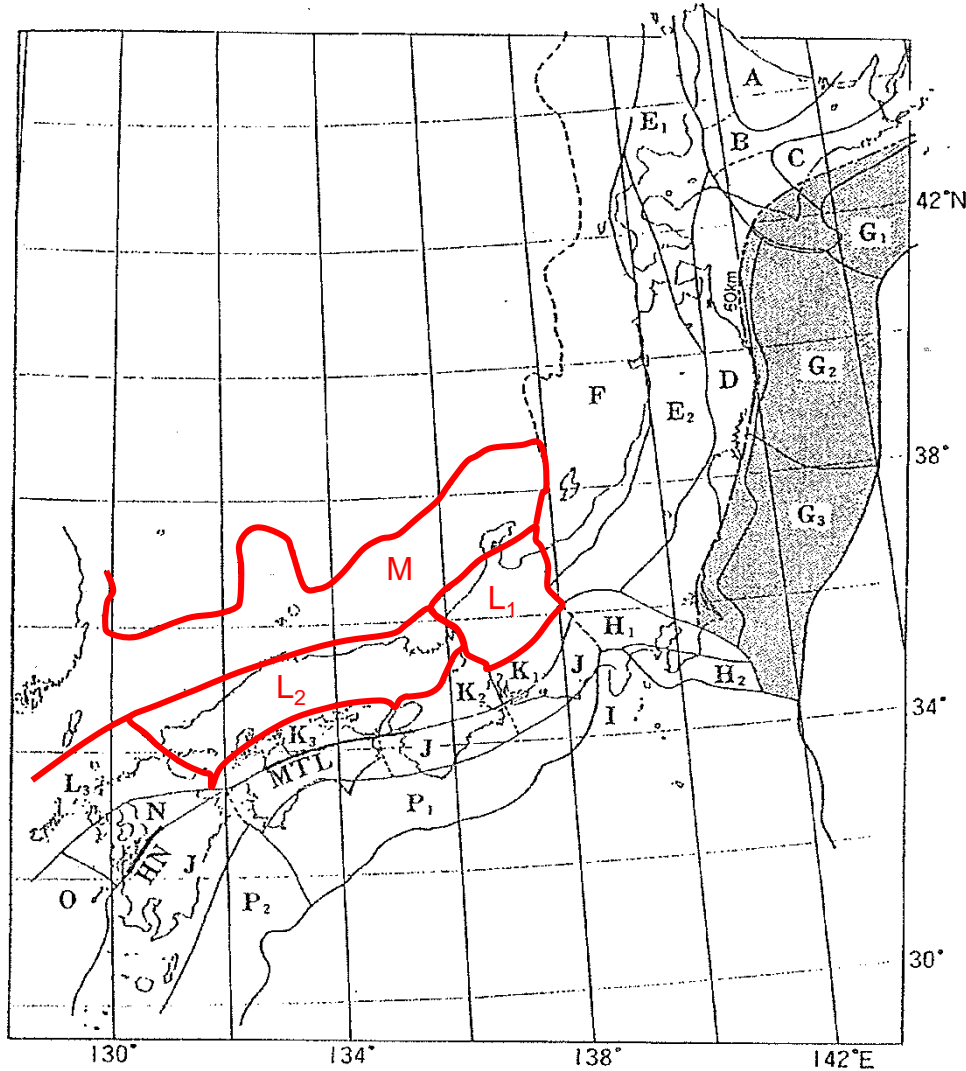 A
E₁
B
C
42°N
G₁
60km
F
D
G₂
E₂
38°
G₃
M
L₁
H₁
L₂
K₁
J
H₂
K₂
34°
I
K₃
J
MTL
L₃
P₁
N
HN
J
O
P₂
30°
130° 134° 138° 142°E